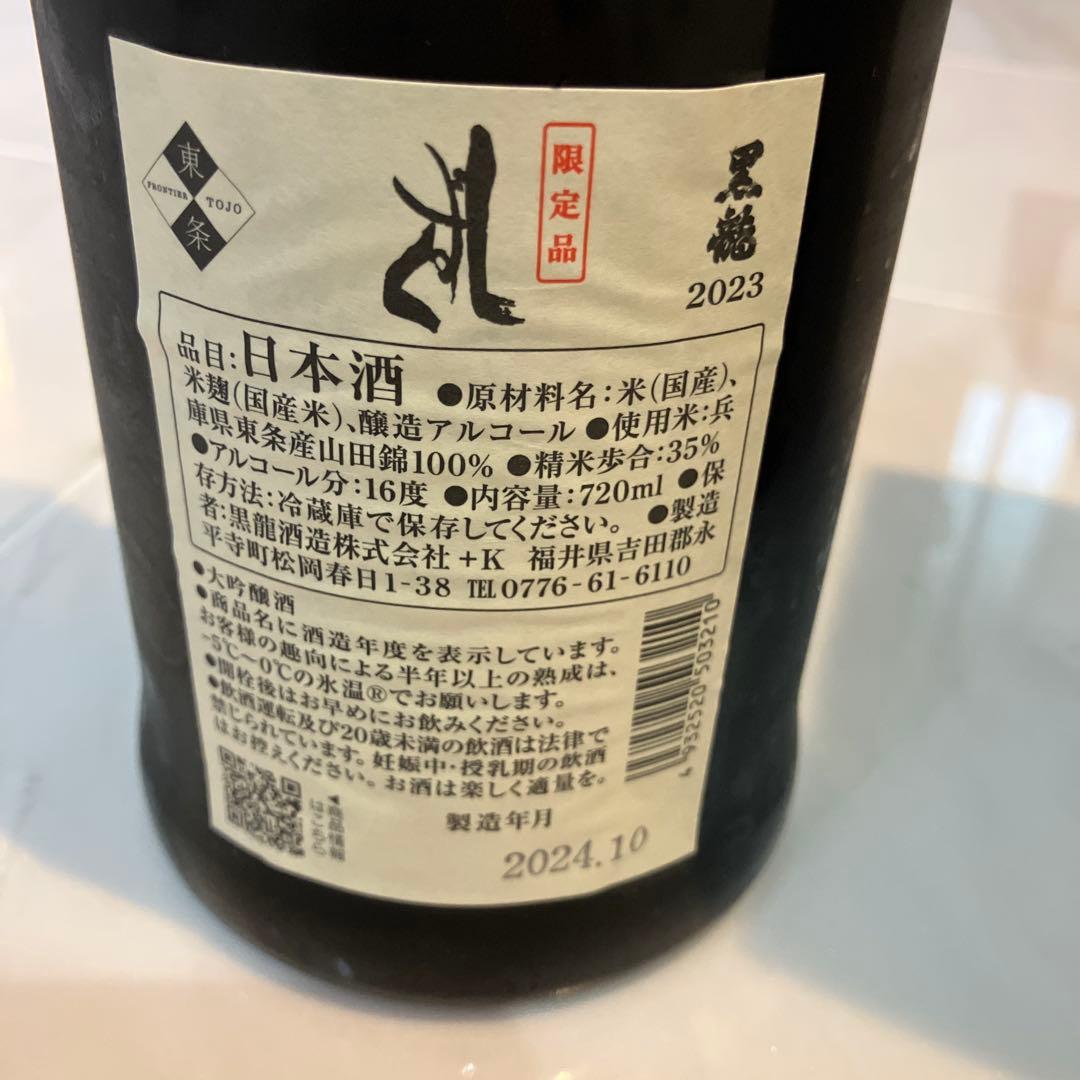 東条
FRONTIER TOJO
限定品
黒龍
2023
品目:日本酒 ●原材料名:米(国産)、
米麹(国産米)、醸造アルコール ●使用米:兵
庫県東条産山田錦100% ●精米歩合:35%
●アルコール分:16度 ●内容量:720ml ●保
存方法:冷蔵庫で保存してください。 ●製造
者:黒龍酒造株式会社+K 福井県吉田郡永
平寺町松岡春日1-38 TEL0776-61-6110
●大吟醸酒
●商品名に酒造年度を表示しています。
お客様の趣向による半年以上の熟成は、
-5℃〜0℃の氷温®でお願いします。
●開栓後はお早めにお飲みください。
●飲酒運転及び20歳未満の飲酒は法律で
禁じられています。妊娠中・授乳期の飲酒
はお控えください。お酒は楽しく適量を。
◀商品情報
はこちら
製造年月
2024.10
4932520503210